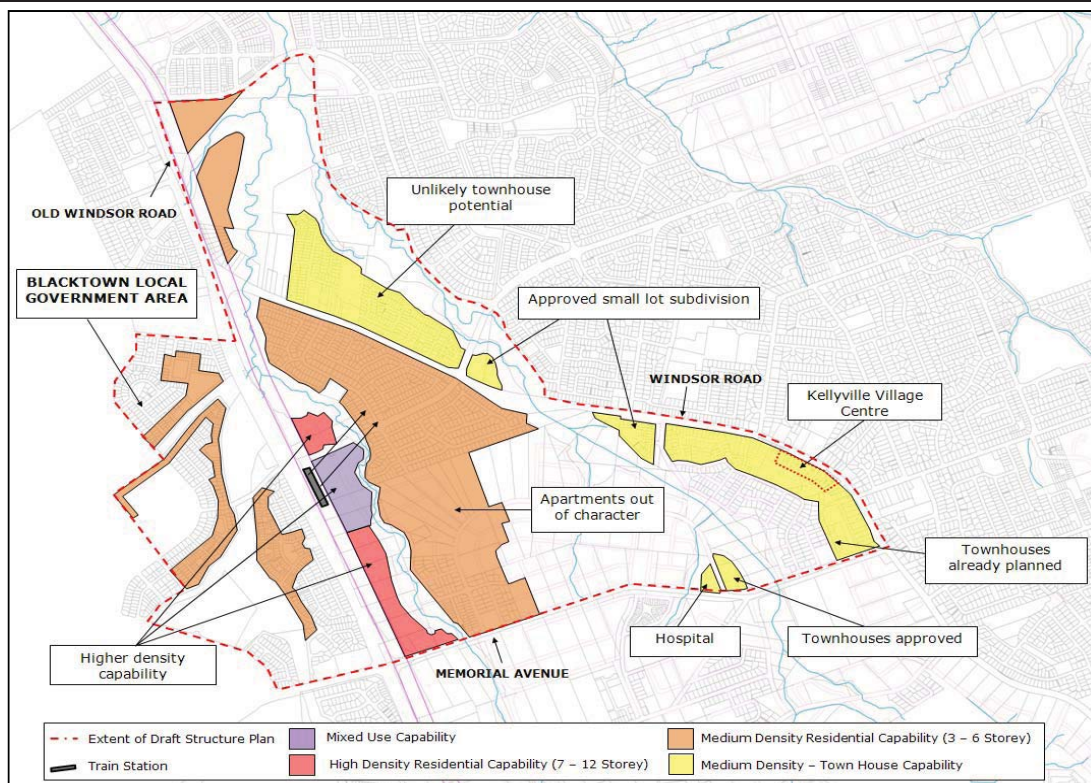 Unlikely townhouse
potential
OLD WINDSOR ROAD
BLACKTOWN LOCAL
GOVERNMENT AREA
Approved small lot subdivision
WINDSOR ROAD
Kellyville Village
Centre
Apartments out
of character
Townhouses
already planned
Higher density
capability
Hospital
Townhouses approved
MEMORIAL AVENUE
Extent of Draft Structure Plan
Mixed Use Capability
Medium Density Residential Capability (3 – 6 Storey)
Train Station
High Density Residential Capability (7 – 12 Storey)
Medium Density – Town House Capability